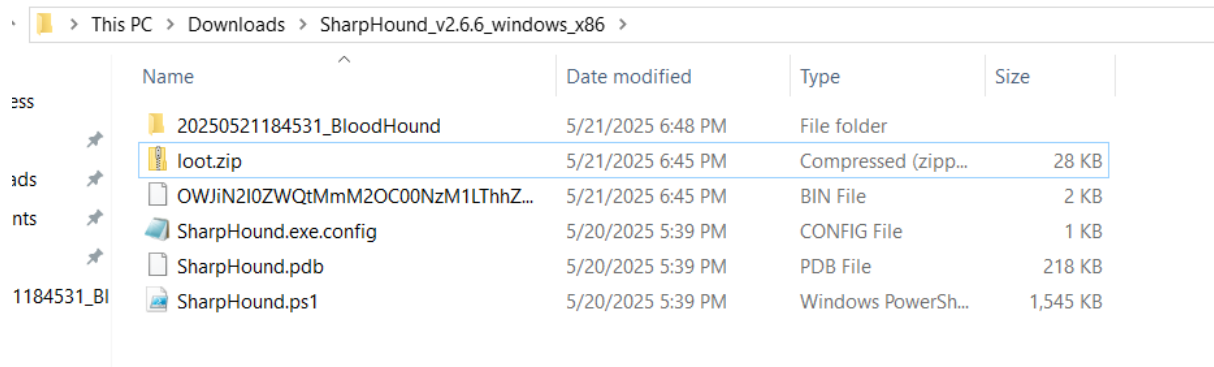 > This PC > Downloads > SharpHound_v2.6.6_windows_x86 >
Name Date modified Type Size
ess
20250521184531_BloodHound 5/21/2025 6:48 PM File folder
loot.zip 5/21/2025 6:45 PM Compressed (zipp... 28 KB
ads
OWJiN2I0ZWQtMmM2OC00NzM1LThhZ... 5/21/2025 6:45 PM BIN File 2 KB
nts
SharpHound.exe.config 5/20/2025 5:39 PM CONFIG File 1 KB
SharpHound.pdb 5/20/2025 5:39 PM PDB File 218 KB
1184531_Bl
SharpHound.ps1 5/20/2025 5:39 PM Windows PowerSh... 1,545 KB